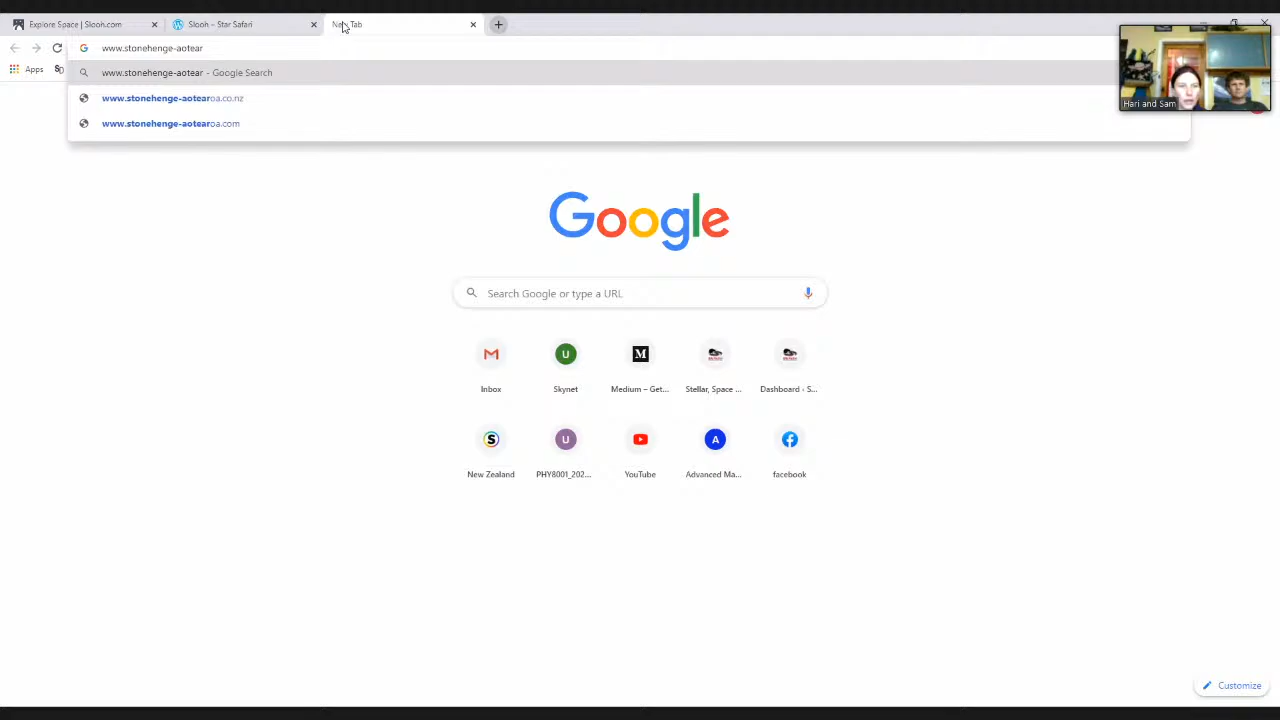 Explore Space | Slooh.com
Slooh – Star Safari
New Tab
www.stonehenge-aotear
Apps
www.stonehenge-aotear - Google Search
www.stonehenge-aotearoa.co.nz
www.stonehenge-aotearoa.com
Hari and Sam
Google
Search Google or type a URL
M
U
M
Inbox
Skynet
Medium – Get...
Stellar, Space ...
Dashboard ‹ S...
S
U
A
New Zealand
PHY8001_202...
YouTube
Advanced Ma...
facebook
Customize